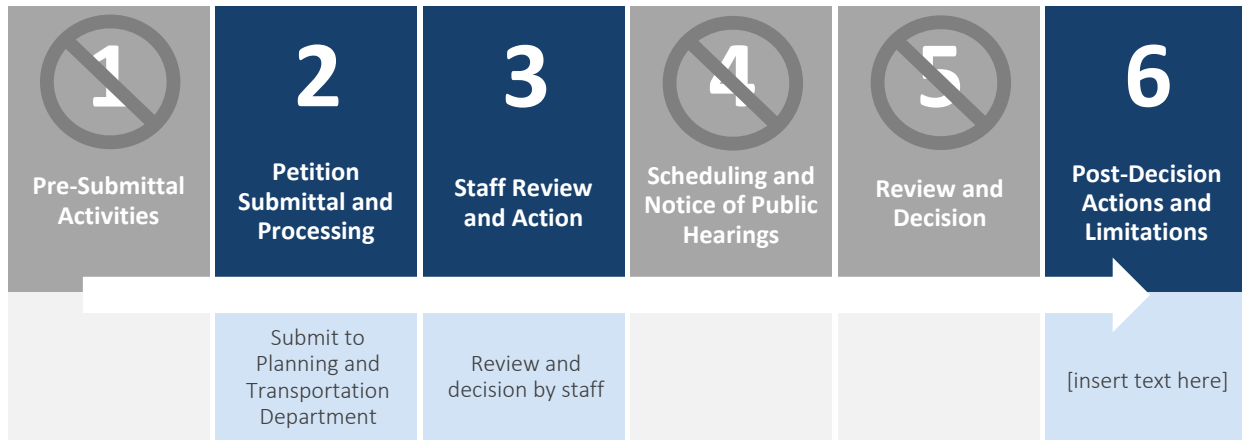 1
Pre-Submittal
Activities
2
Petition
Submittal and
Processing
3
Staff Review
and Action
4
Scheduling and
Notice of Public
Hearings
5
Review and
Decision
6
Post-Decision
Actions and
Limitations
Submit to
Planning and
Transportation
Department
Review and
decision by staff
[insert text here]